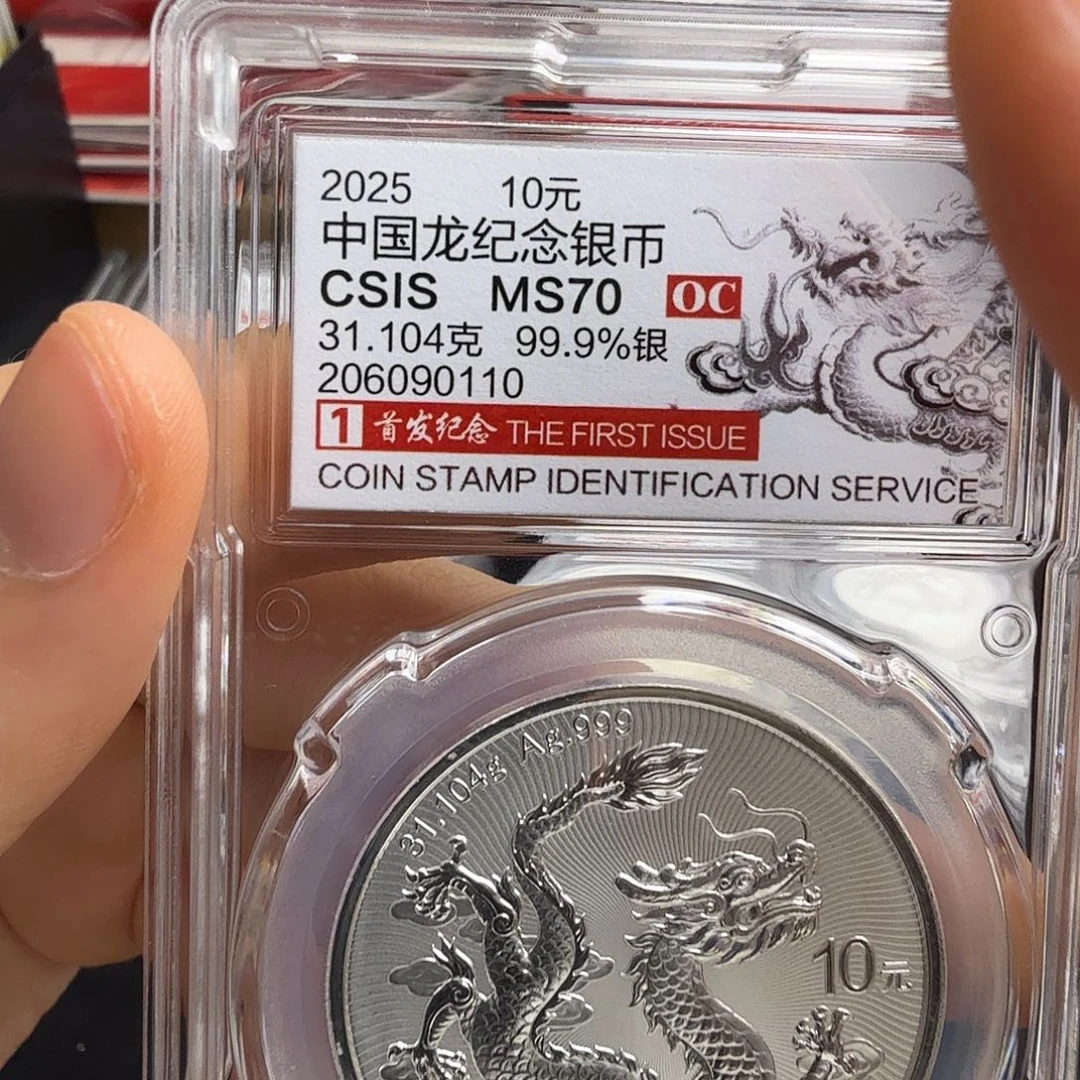 2025 10元
中国龙纪念银币
CSIS MS70 OC
31.104克 99.9%银
206090110
1 首发纪念 THE FIRST ISSUE
COIN STAMP IDENTIFICATION SERVICE
31.104g Ag.999
10元